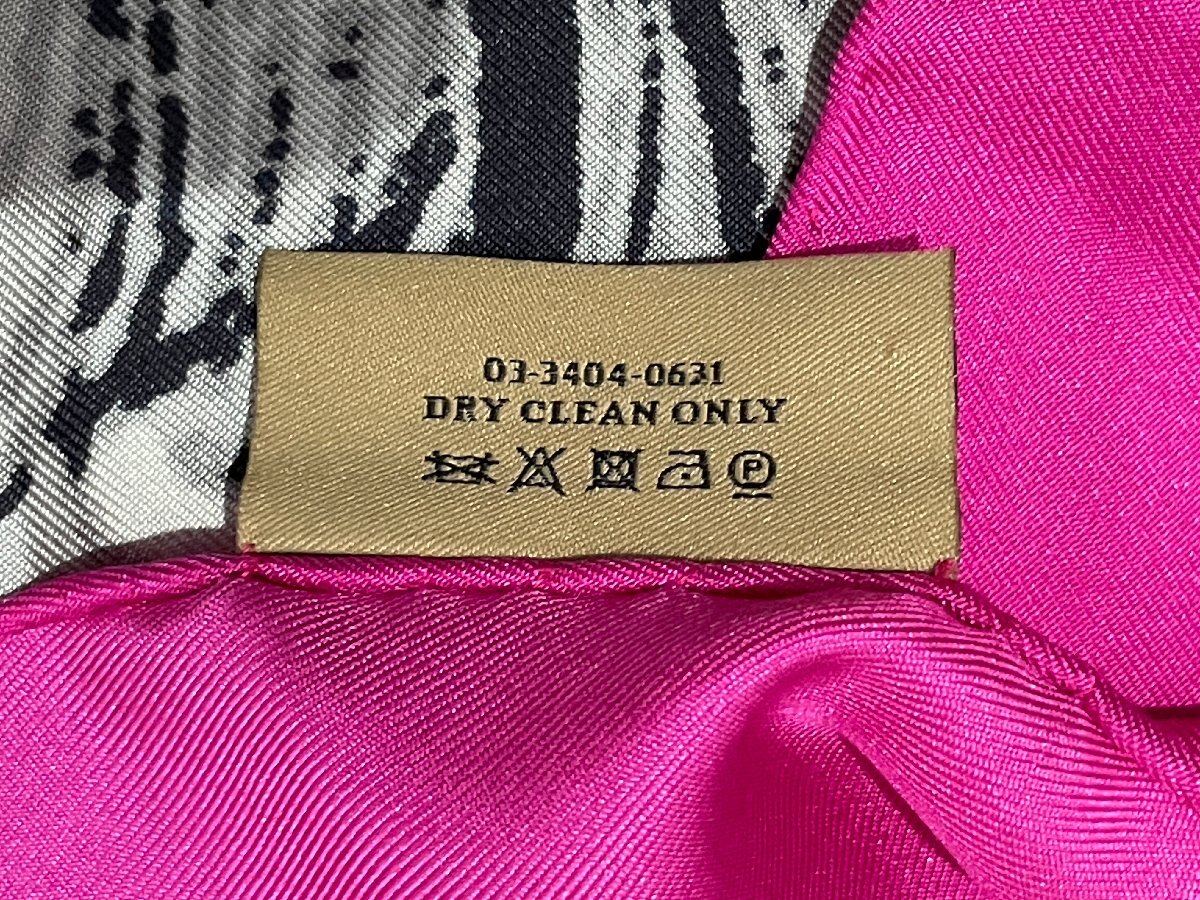 03-3404-0631
DRY CLEAN ONLY
P